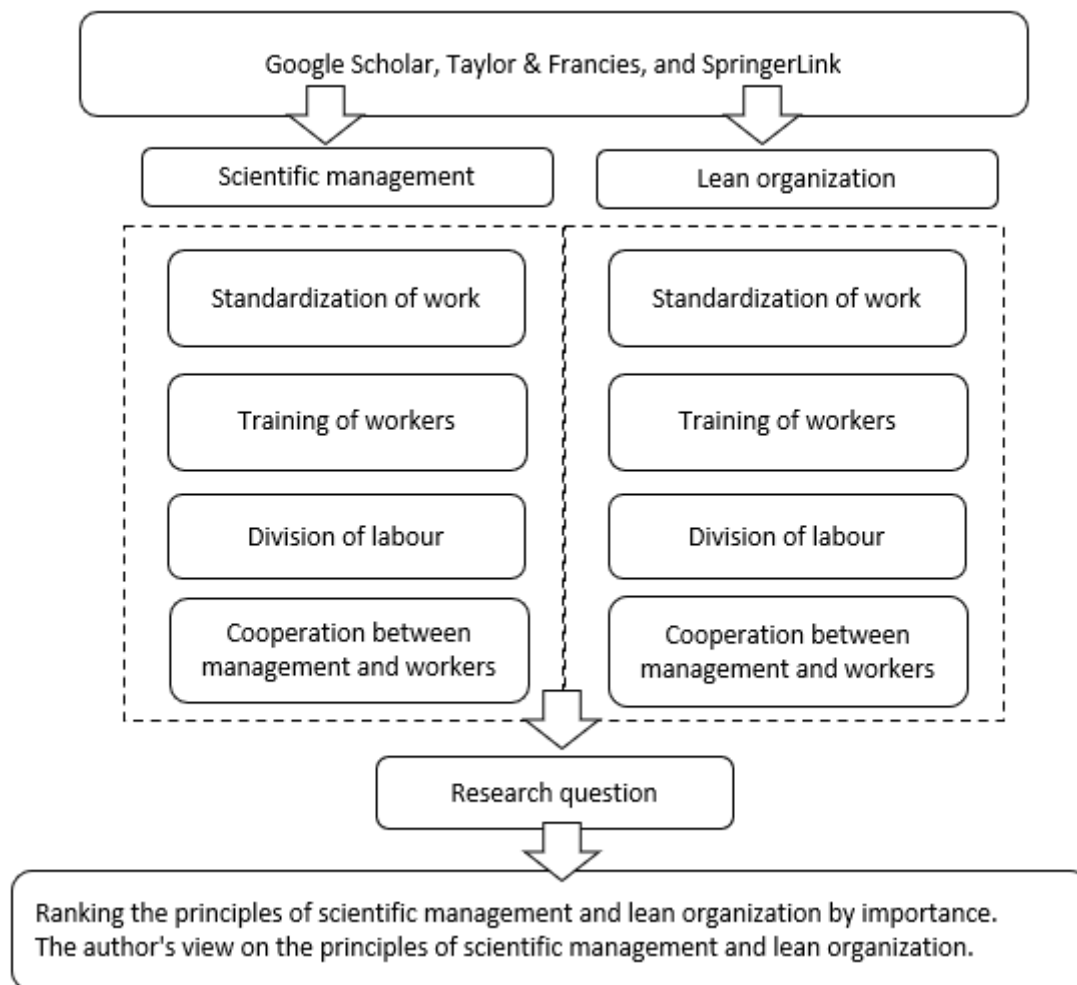 Google Scholar, Taylor & Francies, and SpringerLink
Scientific management
Lean organization
Standardization of work
Training of workers
Division of labour
Cooperation between
management and workers
Standardization of work
Training of workers
Division of labour
Cooperation between
management and workers
Research question
Ranking the principles of scientific management and lean organization by importance.
The author's view on the principles of scientific management and lean organization.